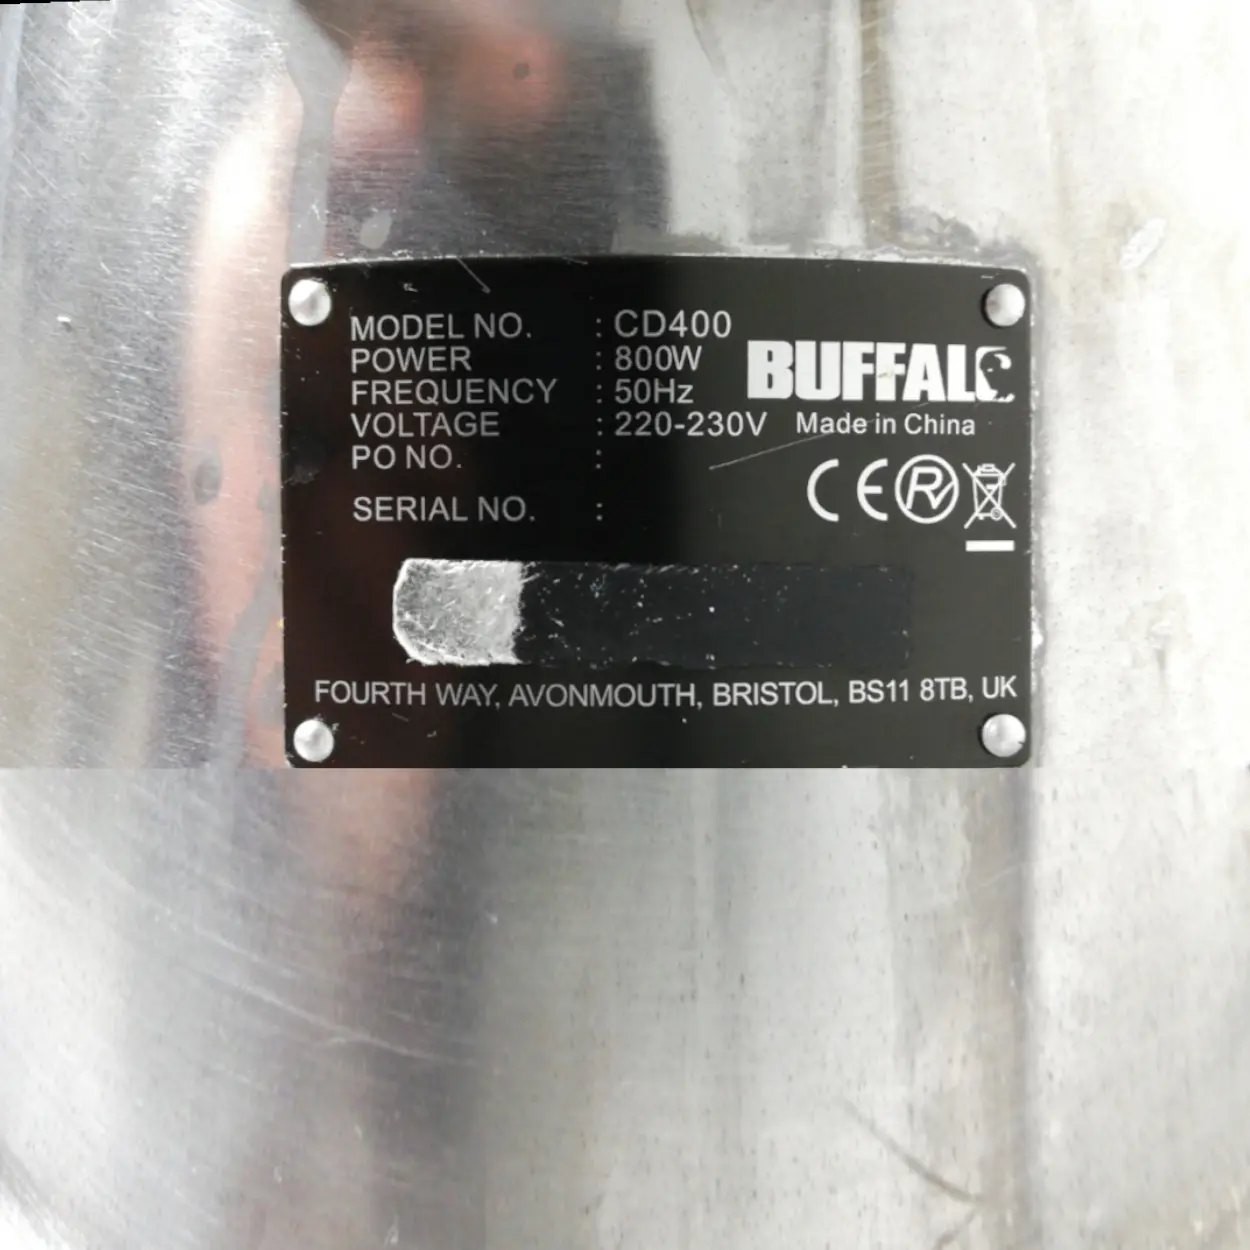 MODEL NO. : CD400
POWER : 800W
FREQUENCY : 50Hz
VOLTAGE : 220-230V
PO NO. :
SERIAL NO. :
BUFFALO
Made in China
CE
FOURTH WAY, AVONMOUTH, BRISTOL, BS11 8TB, UK